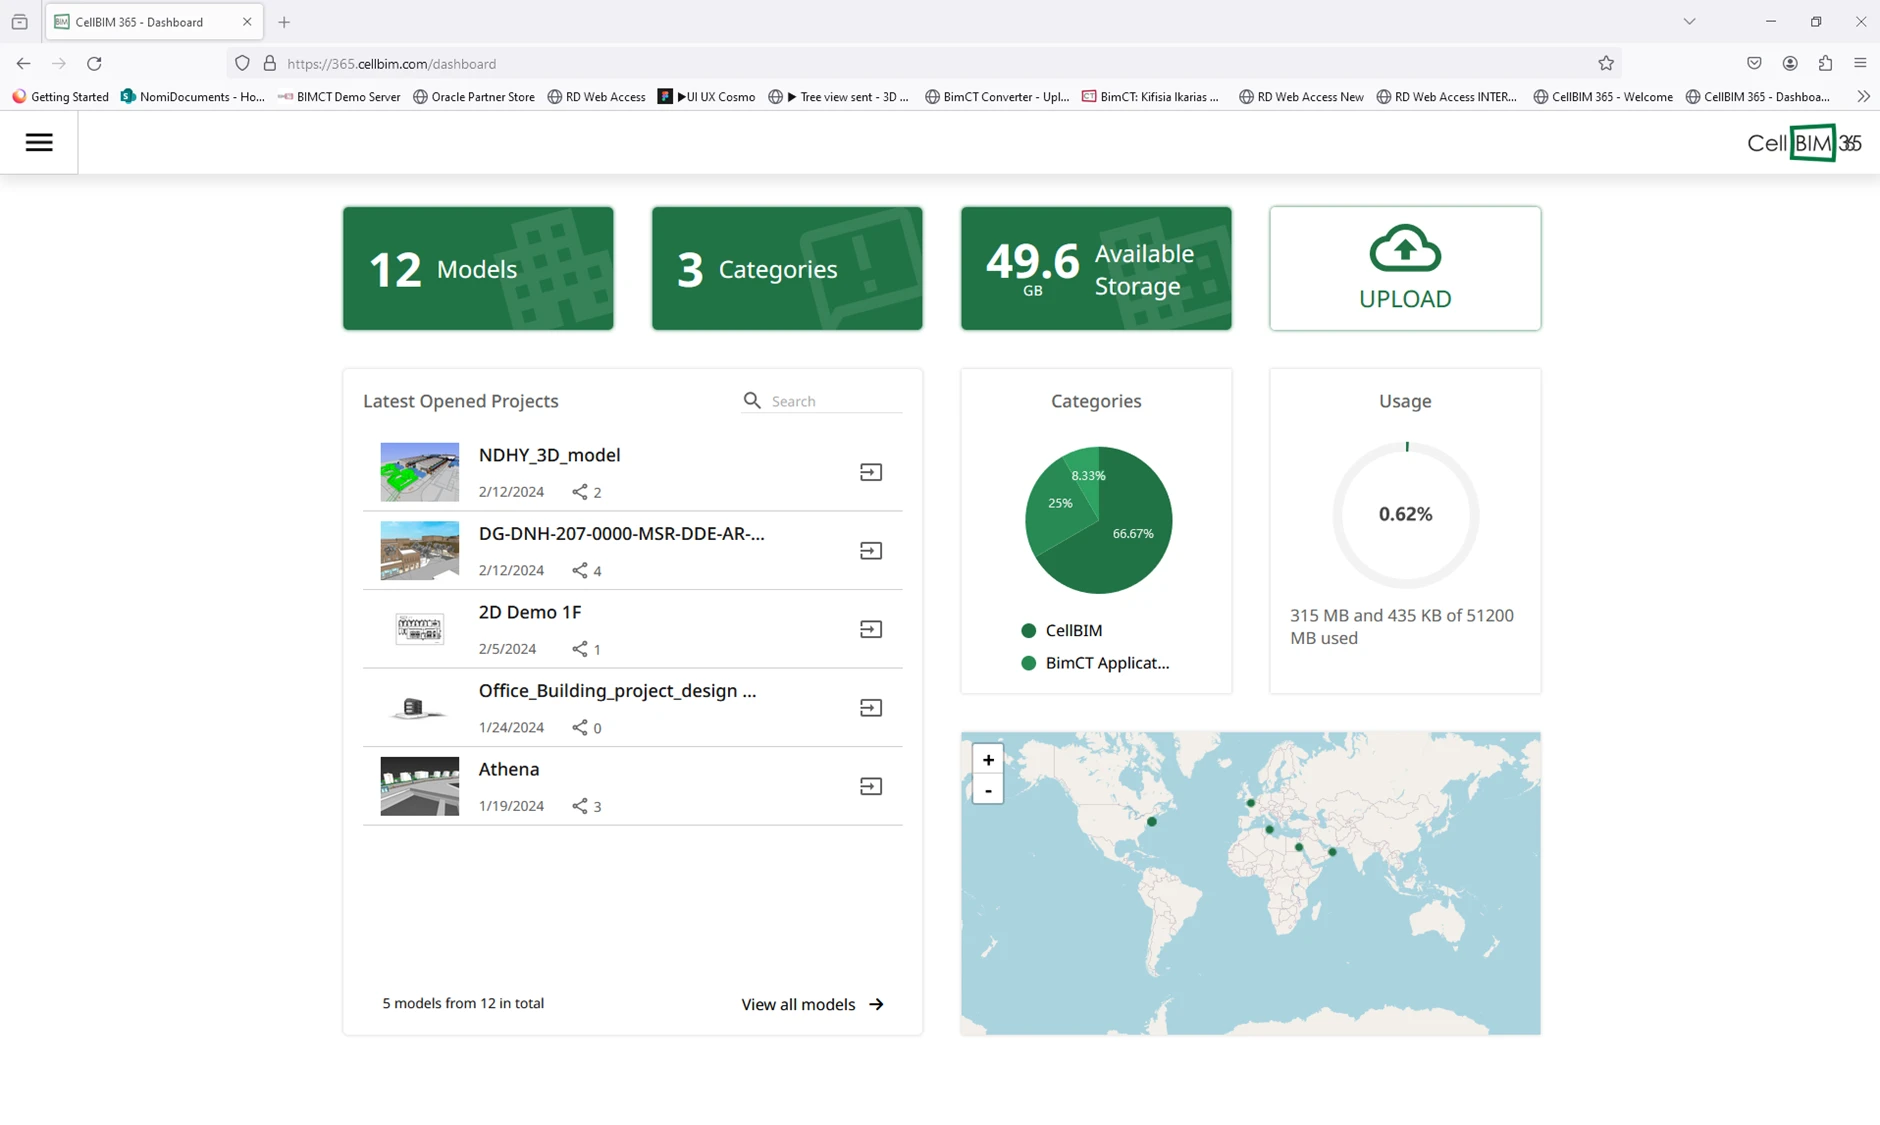 CellBIM 365 - Dashboard
https://365.cellbim.com/dashboard
Getting Started
NomiDocuments - Ho...
BIMCT Demo Server
Oracle Partner Store
RD Web Access
▶UI UX Cosmo
▶ Tree view sent - 3D ...
BimCT Converter - Upl...
CT
BimCT: Kifisia Ikarias ...
RD Web Access New
RD Web Access INTER...
CellBIM 365 - Welcome
CellBIM 365 - Dashboa...
Cell BIM 365
12 Models
3 Categories
49.6
GB
Available
Storage
UPLOAD
Latest Opened Projects
Search
NDHY_3D_model
2/12/2024
2
DG-DNH-207-0000-MSR-DDE-AR-...
2/12/2024
4
2D Demo 1F
2/5/2024
1
Office_Building_project_design ...
1/24/2024
0
Athena
1/19/2024
3
5 models from 12 in total
View all models
Categories
8.33%
25%
66.67%
CellBIM
BimCT Applicat...
Usage
0.62%
315 MB and 435 KB of 51200
MB used
+
-